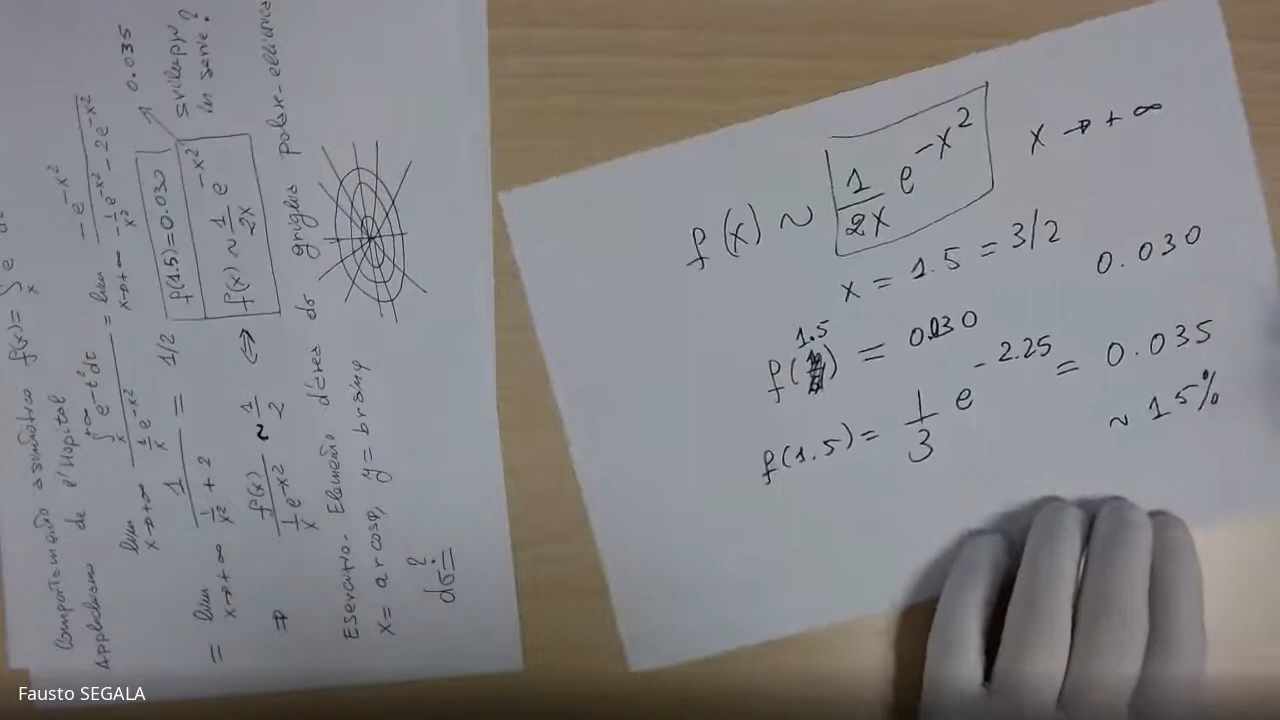 Comportamento asintotico f(x) = ∫ₓ e
Applichiamo de l'Hopital
lim x→+∞ ∫ₓ^{+∞} e^{-t²} dt / (1/x e^{-x²}) = lim x→+∞ -e^{-x²} / (-1/x² e^{-x²} - 2e^{-x²})
= lim x→+∞ 1 / (1/x² + 2) = 1/2
f(1.5) = 0.030 ↗ 0.035
sviluppo
in serie?
⇒ f(x) / (1/x e^{-x²}) ~ 1/2 ⇔ f(x) ~ 1/2x e^{-x²}
Esercizio. Elemento d'area di griglia polar-ellittica
x = a r cosφ, y = b r sinφ
dσ = ?
f(x) ~ 1/2x e^{-x²} x → +∞
x = 1.5 = 3/2
f(1.5) = 0.030 0.030
f(1.5) = 1/3 e^{-2.25} = 0.035
~ 15%
Fausto SEGALA